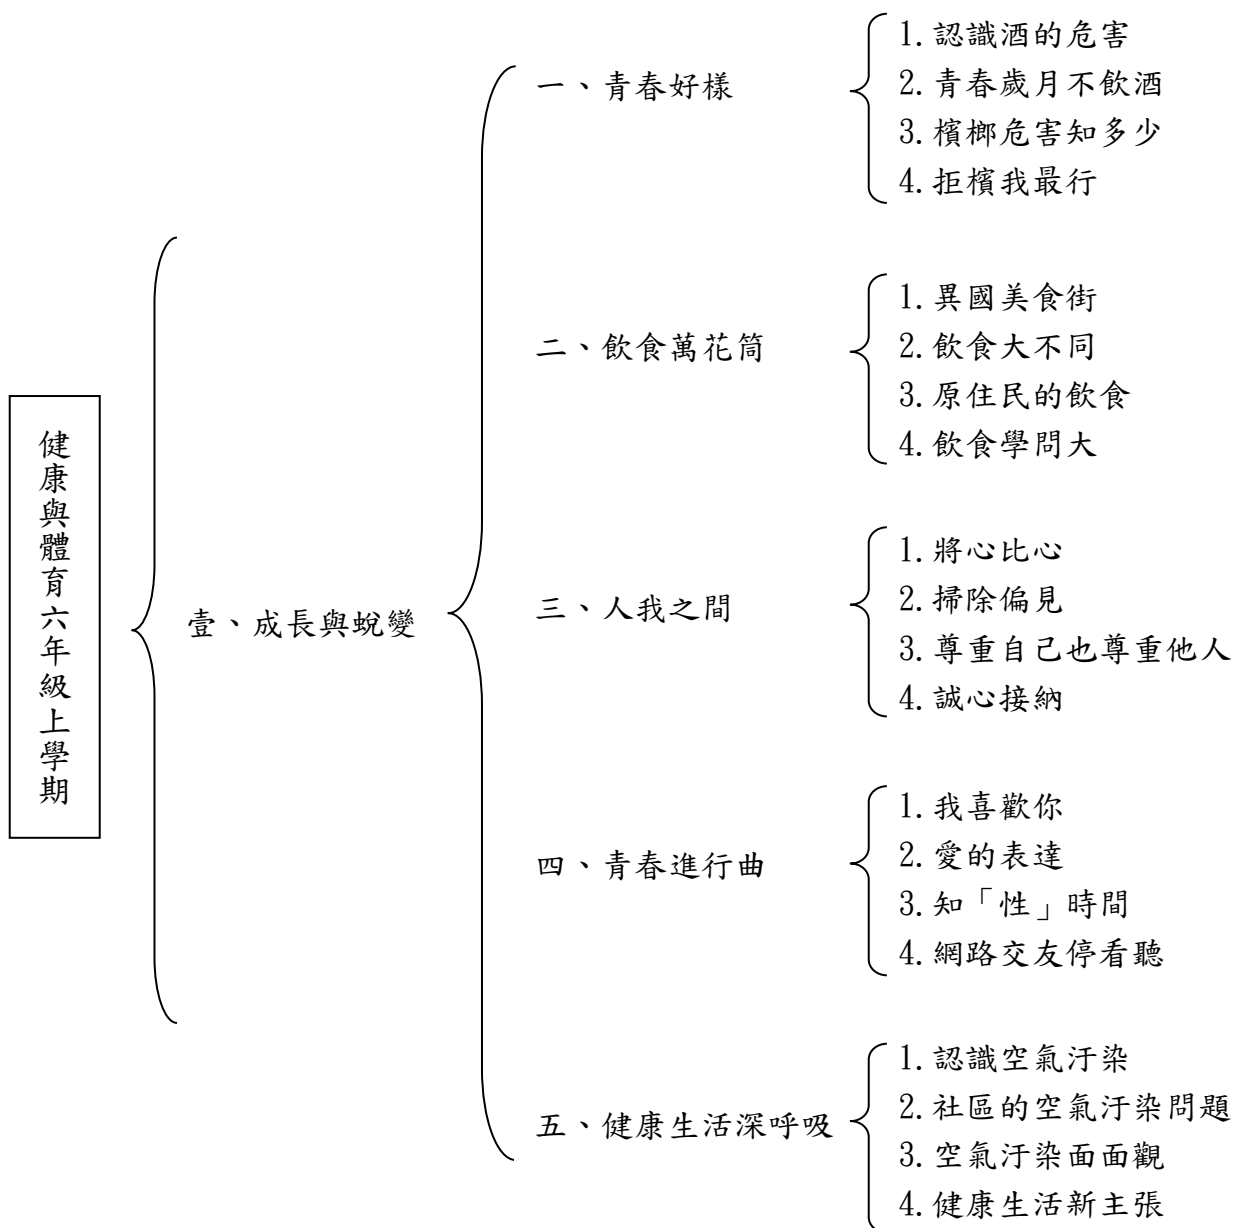 健康與體育六年級上學期
壹、成長與蛻變
一、青春好樣
1.認識酒的危害
2.青春歲月不飲酒
3.檳榔危害知多少
4.拒檳我最行
二、飲食萬花筒
1.異國美食街
2.飲食大不同
3.原住民的飲食
4.飲食學問大
三、人我之間
1.將心比心
2.掃除偏見
3.尊重自己也尊重他人
4.誠心接納
四、青春進行曲
1.我喜歡你
2.愛的表達
3.知「性」時間
4.網路交友停看聽
五、健康生活深呼吸
1.認識空氣汙染
2.社區的空氣汙染問題
3.空氣汙染面面觀
4.健康生活新主張